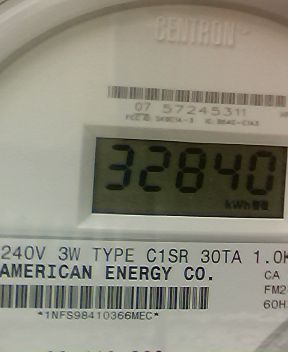 CENTRON
07 57245311
32840
kWh
240V 3W TYPE C1SR 30TA 1.0K
AMERICAN ENERGY CO.
CA
FM2
60H
*1NFS98410366MEC*